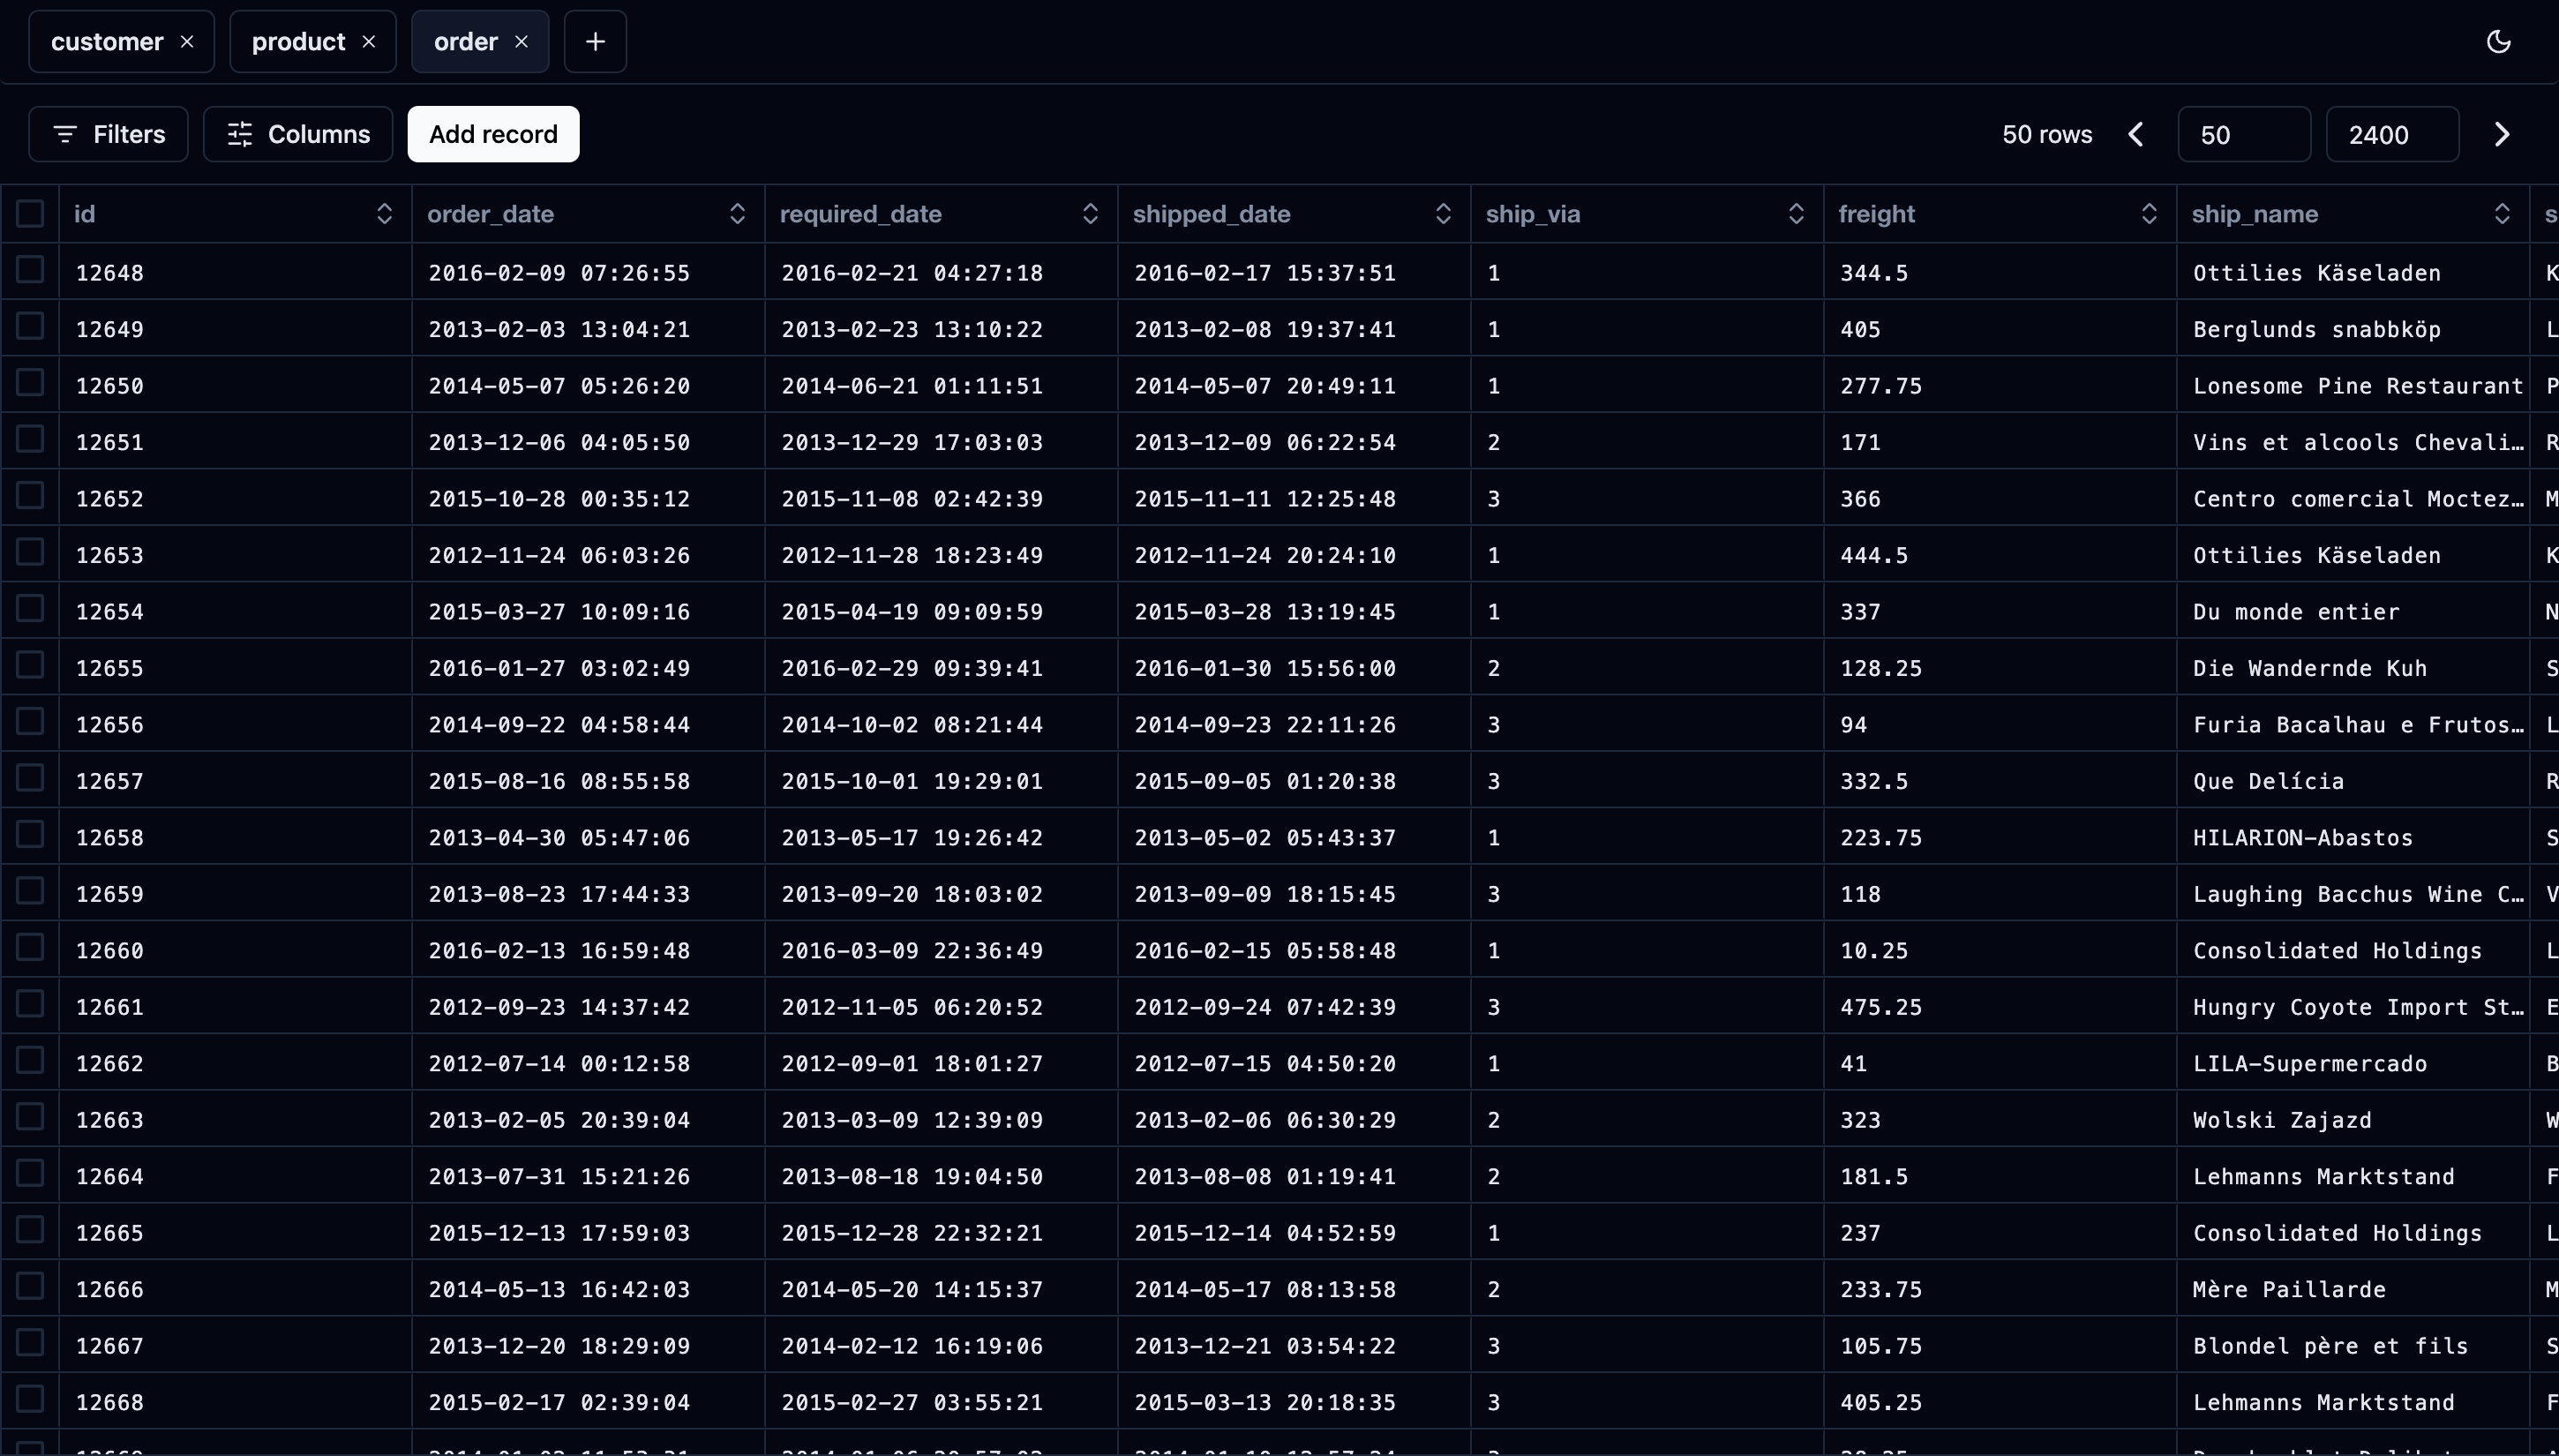 customer product order
Filters Columns Add record 50 rows 50 2400
id order_date required_date shipped_date ship_via freight ship_name s
12648 2016-02-09 07:26:55 2016-02-21 04:27:18 2016-02-17 15:37:51 1 344.5 Ottilies Käseladen K
12649 2013-02-03 13:04:21 2013-02-23 13:10:22 2013-02-08 19:37:41 1 405 Berglunds snabbköp L
12650 2014-05-07 05:26:20 2014-06-21 01:11:51 2014-05-07 20:49:11 1 277.75 Lonesome Pine Restaurant P
12651 2013-12-06 04:05:50 2013-12-29 17:03:03 2013-12-09 06:22:54 2 171 Vins et alcools Chevali… R
12652 2015-10-28 00:35:12 2015-11-08 02:42:39 2015-11-11 12:25:48 3 366 Centro comercial Moctez… M
12653 2012-11-24 06:03:26 2012-11-28 18:23:49 2012-11-24 20:24:10 1 444.5 Ottilies Käseladen K
12654 2015-03-27 10:09:16 2015-04-19 09:09:59 2015-03-28 13:19:45 1 337 Du monde entier N
12655 2016-01-27 03:02:49 2016-02-29 09:39:41 2016-01-30 15:56:00 2 128.25 Die Wandernde Kuh S
12656 2014-09-22 04:58:44 2014-10-02 08:21:44 2014-09-23 22:11:26 3 94 Furia Bacalhau e Frutos… L
12657 2015-08-16 08:55:58 2015-10-01 19:29:01 2015-09-05 01:20:38 3 332.5 Que Delícia R
12658 2013-04-30 05:47:06 2013-05-17 19:26:42 2013-05-02 05:43:37 1 223.75 HILARION-Abastos S
12659 2013-08-23 17:44:33 2013-09-20 18:03:02 2013-09-09 18:15:45 3 118 Laughing Bacchus Wine C… V
12660 2016-02-13 16:59:48 2016-03-09 22:36:49 2016-02-15 05:58:48 1 10.25 Consolidated Holdings L
12661 2012-09-23 14:37:42 2012-11-05 06:20:52 2012-09-24 07:42:39 3 475.25 Hungry Coyote Import St… E
12662 2012-07-14 00:12:58 2012-09-01 18:01:27 2012-07-15 04:50:20 1 41 LILA-Supermercado B
12663 2013-02-05 20:39:04 2013-03-09 12:39:09 2013-02-06 06:30:29 2 323 Wolski Zajazd W
12664 2013-07-31 15:21:26 2013-08-18 19:04:50 2013-08-08 01:19:41 2 181.5 Lehmanns Marktstand F
12665 2015-12-13 17:59:03 2015-12-28 22:32:21 2015-12-14 04:52:59 1 237 Consolidated Holdings L
12666 2014-05-13 16:42:03 2014-05-20 14:15:37 2014-05-17 08:13:58 2 233.75 Mère Paillarde M
12667 2013-12-20 18:29:09 2014-02-12 16:19:06 2013-12-21 03:54:22 3 105.75 Blondel père et fils S
12668 2015-02-17 02:39:04 2015-02-27 03:55:21 2015-03-13 20:18:35 3 405.25 Lehmanns Marktstand F